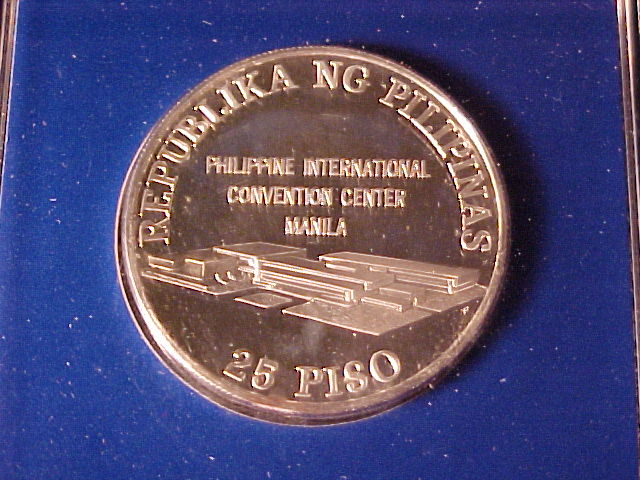 REPUBLIKA NG PILIPINAS
PHILIPPINE INTERNATIONAL
CONVENTION CENTER
MANILA
25 PISO